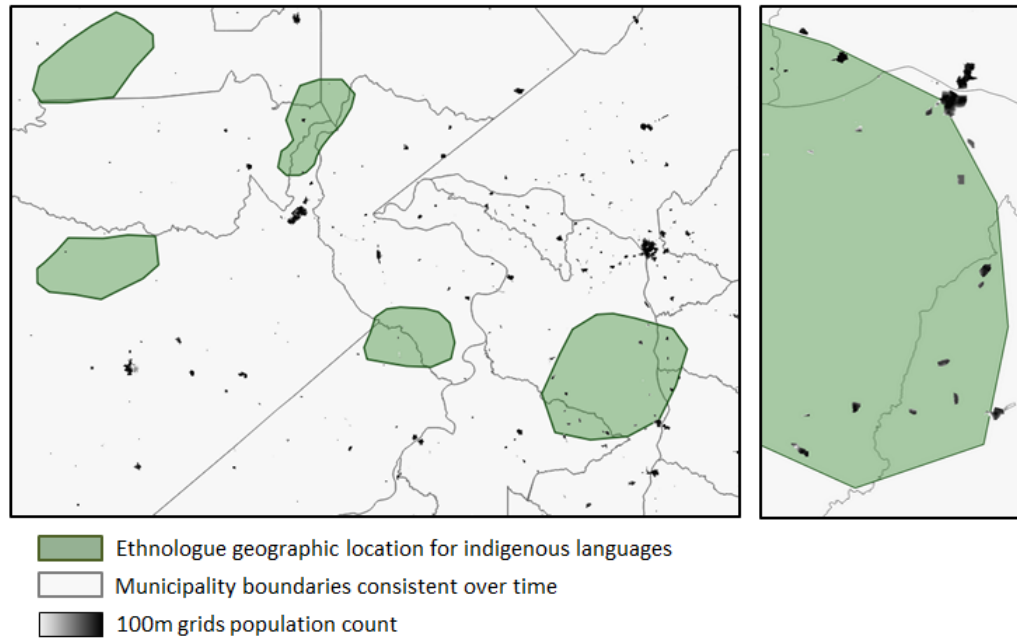 Ethnologue geographic location for indigenous languages
Municipality boundaries consistent over time
100m grids population count